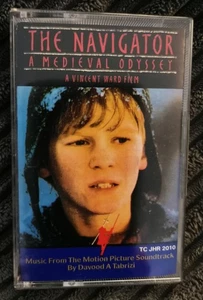 THE NAVIGATOR
A MEDIEVAL ODYSSEY
A VINCENT WARD FILM
TC JHR 2010
Music From The Motion Picture Soundtrack
By Davood A Tabrizi